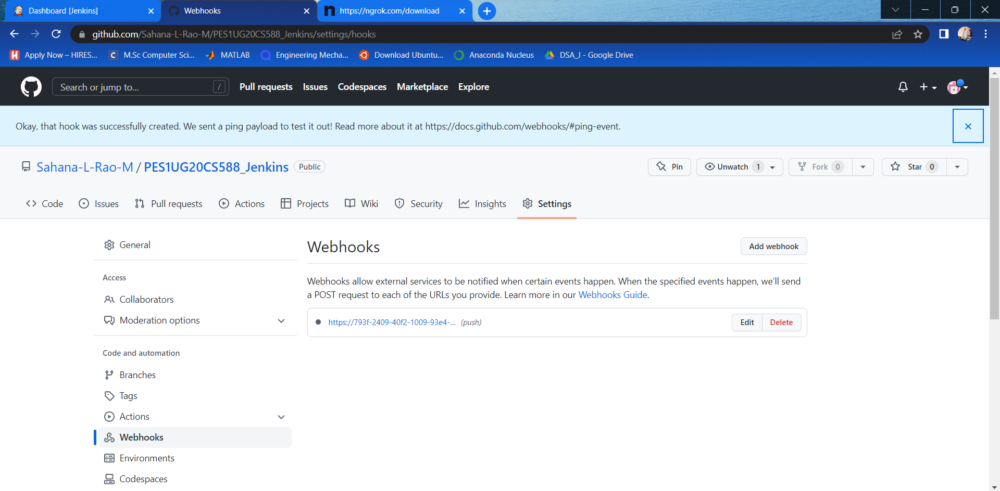 Dashboard [Jenkins]
Webhooks
https://ngrok.com/download
github.com/Sahana-L-Rao-M/PES1UG20CS588_Jenkins/settings/hooks
Apply Now – HIRES...
M.Sc Computer Sci...
MATLAB
Engineering Mecha...
Download Ubuntu...
Anaconda Nucleus
DSA_J - Google Drive
Search or jump to...
/
Pull requests
Issues
Codespaces
Marketplace
Explore
Okay, that hook was successfully created. We sent a ping payload to test it out! Read more about it at https://docs.github.com/webhooks/#ping-event.
Sahana-L-Rao-M / PES1UG20CS588_Jenkins
Public
Pin
Unwatch 1
Fork 0
Star 0
Code
Issues
Pull requests
Actions
Projects
Wiki
Security
Insights
Settings
General
Access
Collaborators
Moderation options
Code and automation
Branches
Tags
Actions
Webhooks
Environments
Codespaces
Webhooks
Add webhook
Webhooks allow external services to be notified when certain events happen. When the specified events happen, we'll send
a POST request to each of the URLs you provide. Learn more in our Webhooks Guide.
https://793f-2409-40f2-1009-93e4-... (push)
Edit
Delete